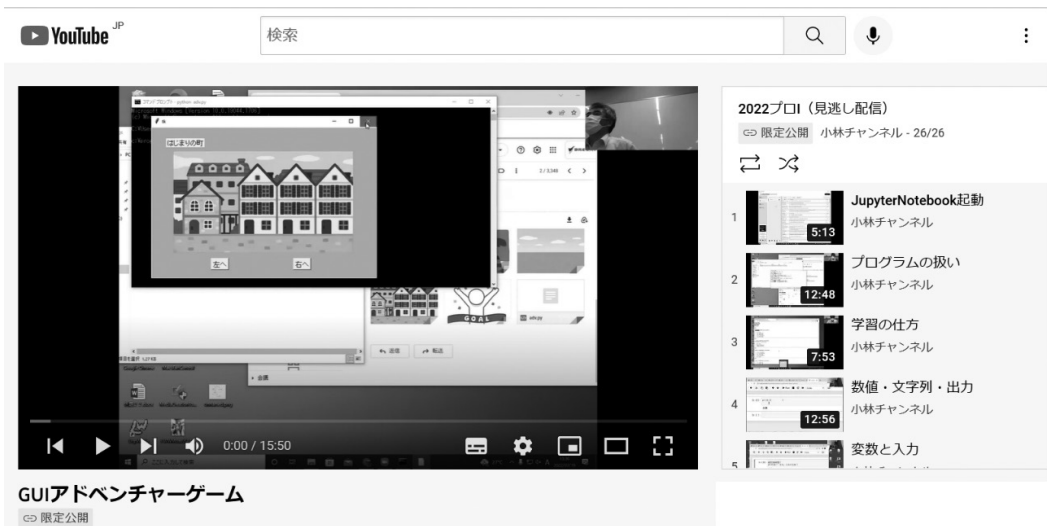 YouTube JP
検索
はじまりの町
左へ
右へ
GOAL
adv.py
返信
転送
0:00 / 15:50
GUIアドベンチャーゲーム
限定公開
2022プロI（見逃し配信）
限定公開 小林チャンネル - 26/26
1
5:13
JupyterNotebook起動
小林チャンネル
2
12:48
プログラムの扱い
小林チャンネル
3
7:53
学習の仕方
小林チャンネル
4
12:56
数値・文字列・出力
小林チャンネル
5
変数と入力